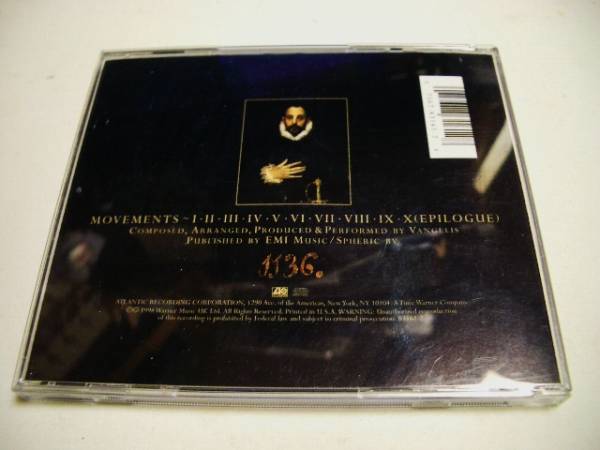 MOVEMENTS ~ I · II · III · IV · V · VI · VII · VIII · IX · X (EPILOGUE)
COMPOSED, ARRANGED, PRODUCED & PERFORMED BY VANGELIS
PUBLISHED BY EMI MUSIC / SPHERIC BV
1136.
ATLANTIC RECORDING CORPORATION, 1290 Ave. of the Americas, New York, NY 10104 A Time Warner Company
℗© 1998 Warner Music UK Ltd. All Rights Reserved. Printed in U.S.A. WARNING: Unauthorized reproduction
of this recording is prohibited by Federal law and subject to criminal prosecution